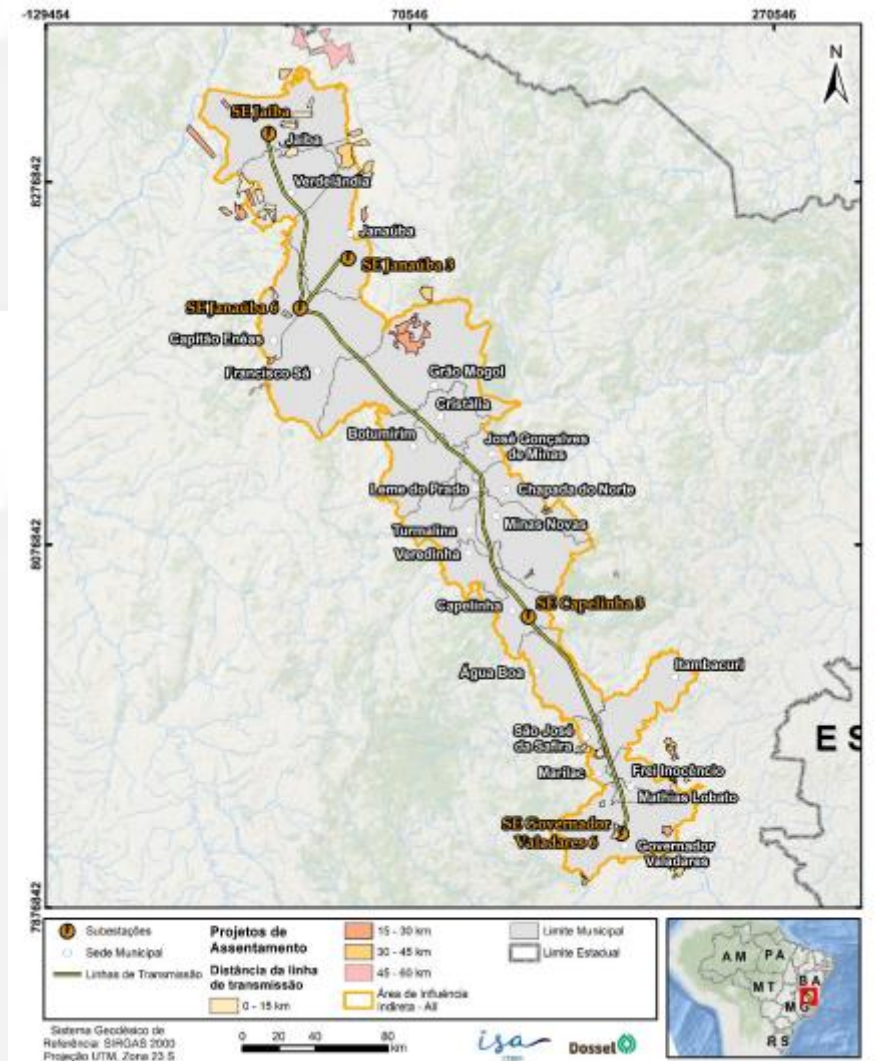 -129454
70546
270546
N
SE Jaíba
Jaíba
Verdelândia
8276842
Janaúba
SE Janaúba 3
SE Janaúba 6
Capitão Enéas
Francisco Sá
Grão Mogol
Cristália
Botumirim
José Gonçalves
de Minas
Leme do Prado
Chapada do Norte
Minas Novas
Turmalina
Veredinha
8076842
Capelinha
SE Capelinha 3
Água Boa
Itambacuri
São José
da Safira
Marilac
Frei Inocêncio
Mathias Lobato
SE Governador
Valadares 6
Governador
Valadares
ES
7876842
Subestações
Sede Municipal
Linhas de Transmissão
Projetos de
Assentamento
Distância da linha
de transmissão
0 - 15 km
15 - 30 km
30 - 45 km
45 - 60 km
Área de Influência
Indireta - AII
Limite Municipal
Limite Estadual
Sistema Geodésico de
Referência: SIRGAS 2000
Projeção UTM, Zona 23 S
0 20 40 80
km
isa
Dossel
AM
PA
MT
BA
MG
RS